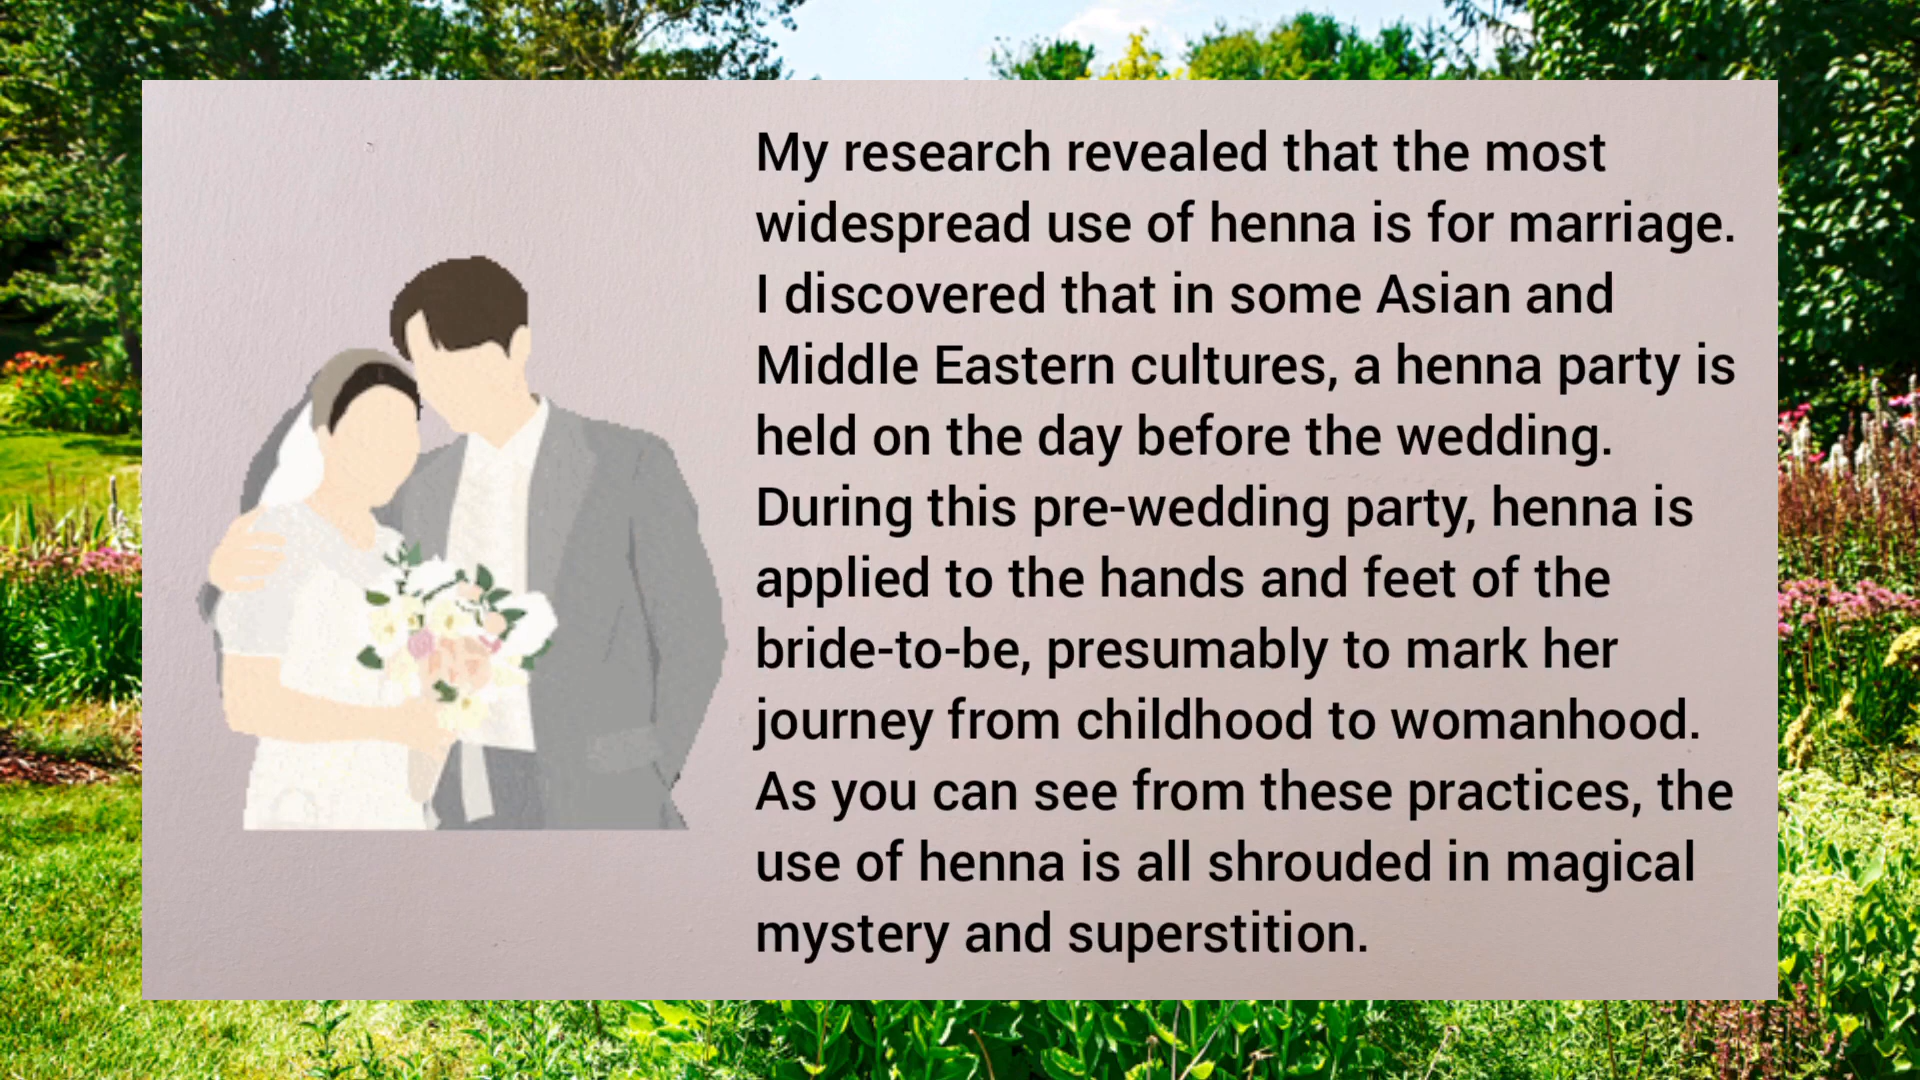 My research revealed that the most
widespread use of henna is for marriage.
I discovered that in some Asian and
Middle Eastern cultures, a henna party is
held on the day before the wedding.
During this pre-wedding party, henna is
applied to the hands and feet of the
bride-to-be, presumably to mark her
journey from childhood to womanhood.
As you can see from these practices, the
use of henna is all shrouded in magical
mystery and superstition.